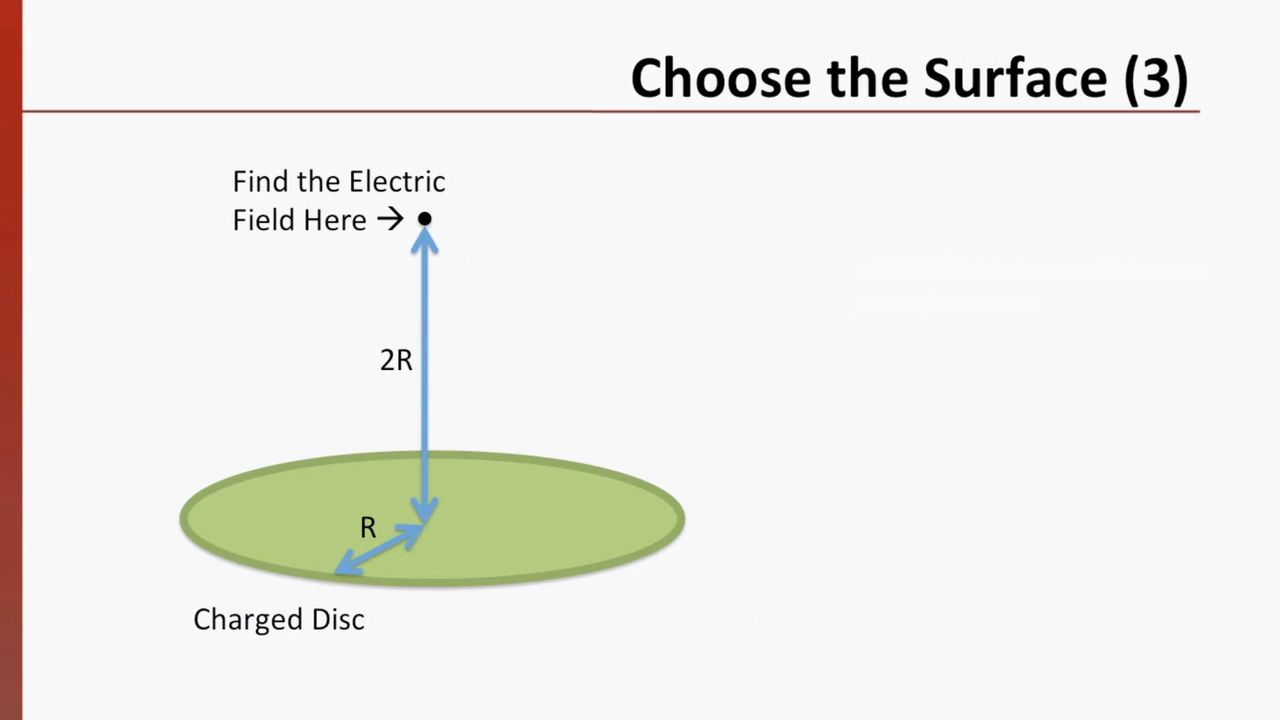 Choose the Surface (3)
Find the Electric
Field Here →
2R
R
Charged Disc